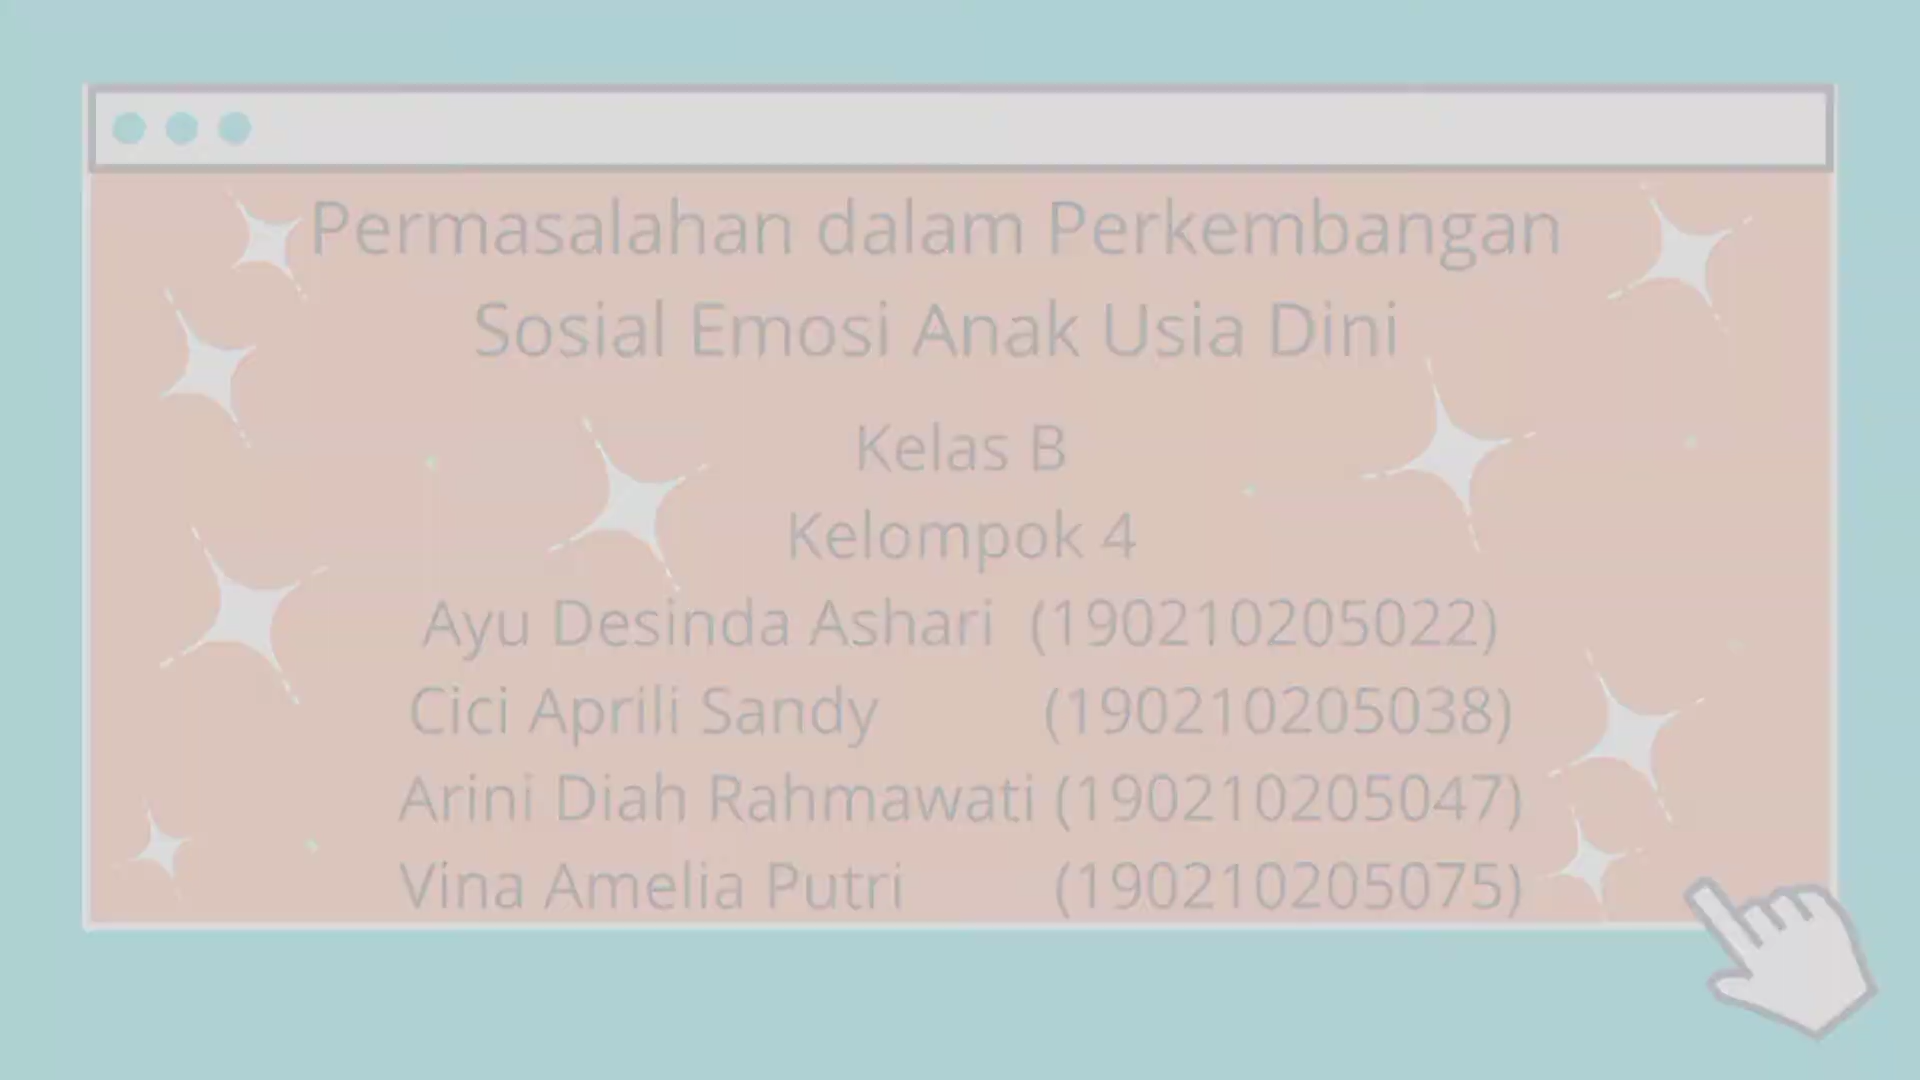 Permasalahan dalam Perkembangan
Sosial Emosi Anak Usia Dini
Kelas B
Kelompok 4
Ayu Desinda Ashari (190210205022)
Cici Aprili Sandy (190210205038)
Arini Diah Rahmawati (190210205047)
Vina Amelia Putri (190210205075)